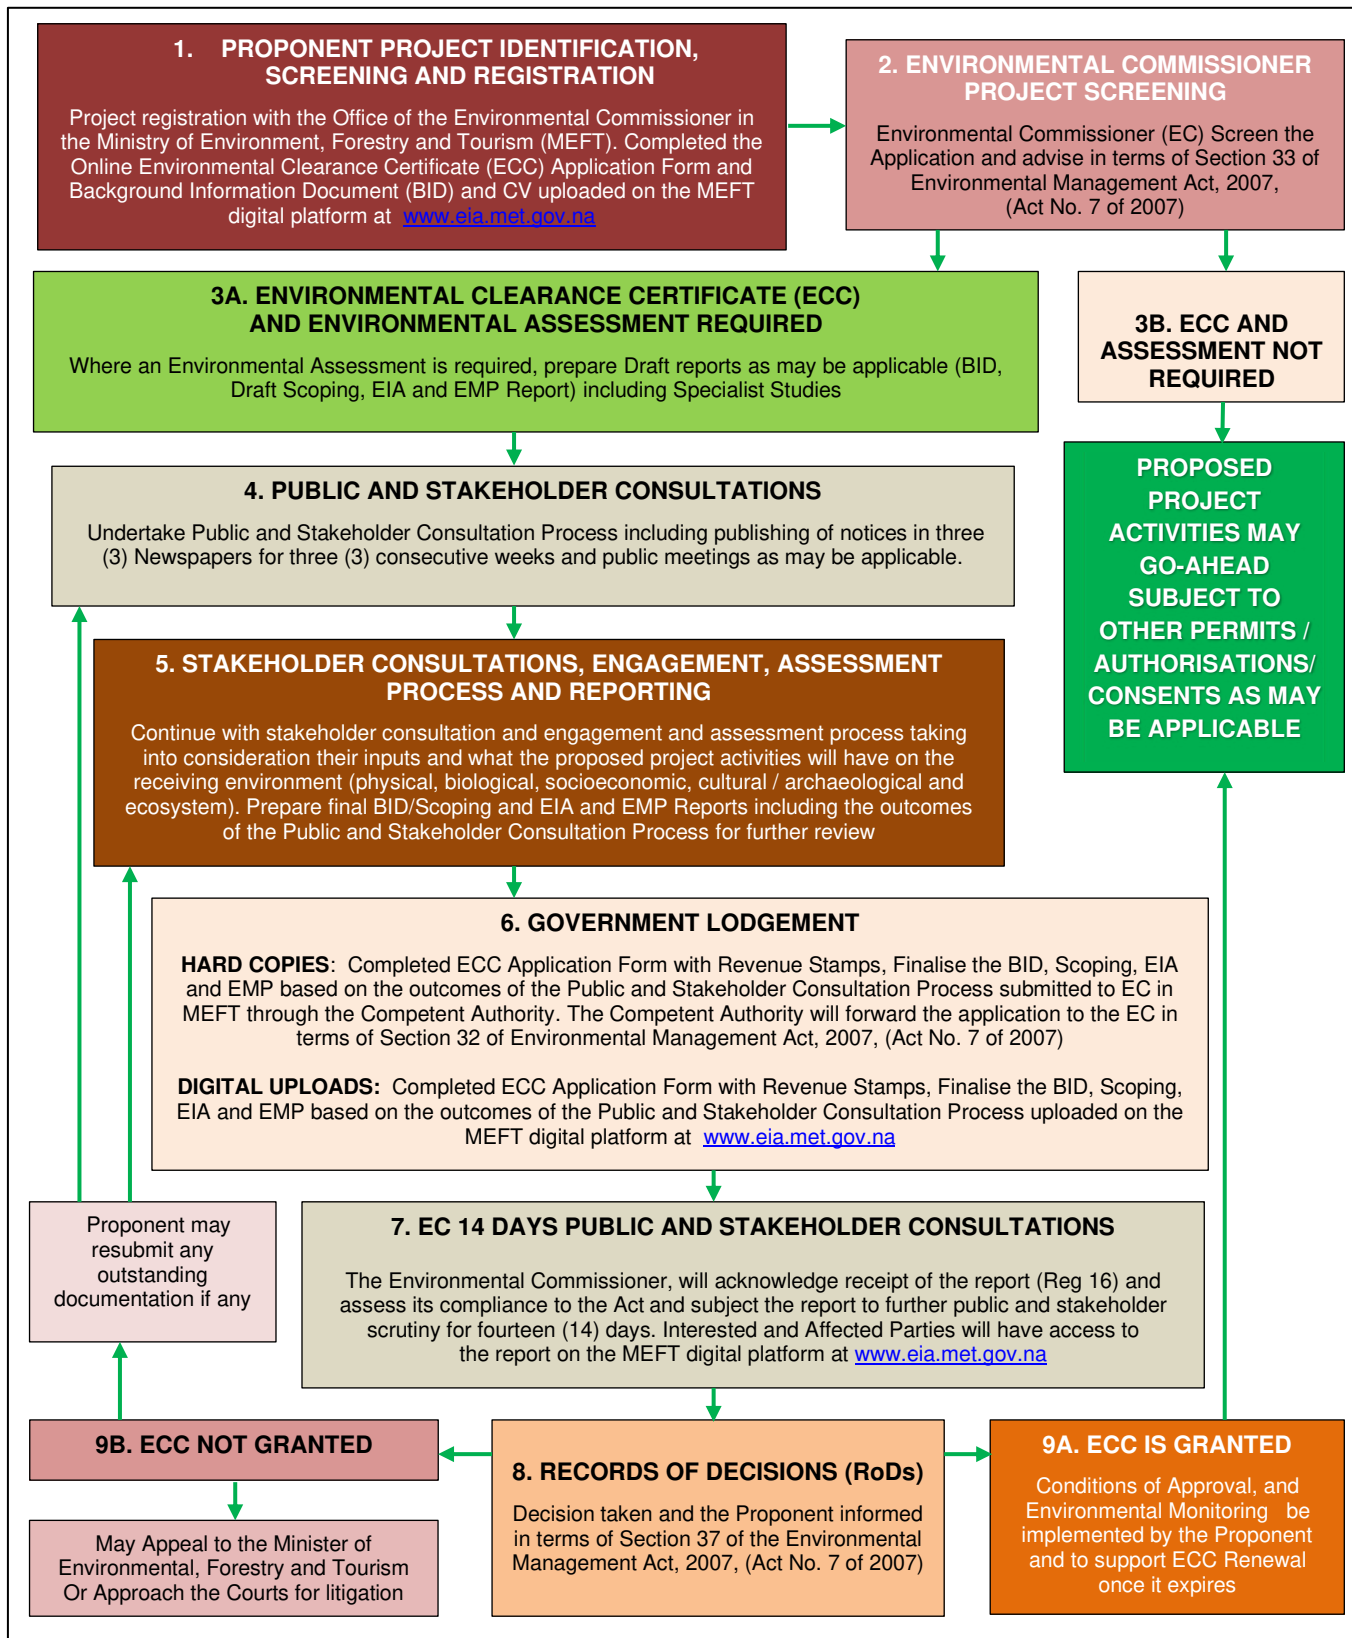 1. PROPONENT PROJECT IDENTIFICATION,
SCREENING AND REGISTRATION
Project registration with the Office of the Environmental Commissioner in
the Ministry of Environment, Forestry and Tourism (MEFT). Completed the
Online Environmental Clearance Certificate (ECC) Application Form and
Background Information Document (BID) and CV uploaded on the MEFT
digital platform at www.eia.met.gov.na
2. ENVIRONMENTAL COMMISSIONER
PROJECT SCREENING
Environmental Commissioner (EC) Screen the
Application and advise in terms of Section 33 of
Environmental Management Act, 2007,
(Act No. 7 of 2007)
3A. ENVIRONMENTAL CLEARANCE CERTIFICATE (ECC)
AND ENVIRONMENTAL ASSESSMENT REQUIRED
Where an Environmental Assessment is required, prepare Draft reports as may be applicable (BID,
Draft Scoping, EIA and EMP Report) including Specialist Studies
3B. ECC AND
ASSESSMENT NOT
REQUIRED
PROPOSED
PROJECT
ACTIVITIES MAY
GO-AHEAD
SUBJECT TO
OTHER PERMITS /
AUTHORISATIONS/
CONSENTS AS MAY
BE APPLICABLE
4. PUBLIC AND STAKEHOLDER CONSULTATIONS
Undertake Public and Stakeholder Consultation Process including publishing of notices in three
(3) Newspapers for three (3) consecutive weeks and public meetings as may be applicable.
5. STAKEHOLDER CONSULTATIONS, ENGAGEMENT, ASSESSMENT
PROCESS AND REPORTING
Continue with stakeholder consultation and engagement and assessment process taking
into consideration their inputs and what the proposed project activities will have on the
receiving environment (physical, biological, socioeconomic, cultural / archaeological and
ecosystem). Prepare final BID/Scoping and EIA and EMP Reports including the outcomes
of the Public and Stakeholder Consultation Process for further review
6. GOVERNMENT LODGEMENT
HARD COPIES: Completed ECC Application Form with Revenue Stamps, Finalise the BID, Scoping, EIA
and EMP based on the outcomes of the Public and Stakeholder Consultation Process submitted to EC in
MEFT through the Competent Authority. The Competent Authority will forward the application to the EC in
terms of Section 32 of Environmental Management Act, 2007, (Act No. 7 of 2007)
DIGITAL UPLOADS: Completed ECC Application Form with Revenue Stamps, Finalise the BID, Scoping,
EIA and EMP based on the outcomes of the Public and Stakeholder Consultation Process uploaded on the
MEFT digital platform at www.eia.met.gov.na
Proponent may
resubmit any
outstanding
documentation if any
7. EC 14 DAYS PUBLIC AND STAKEHOLDER CONSULTATIONS
The Environmental Commissioner, will acknowledge receipt of the report (Reg 16) and
assess its compliance to the Act and subject the report to further public and stakeholder
scrutiny for fourteen (14) days. Interested and Affected Parties will have access to
the report on the MEFT digital platform at www.eia.met.gov.na
9B. ECC NOT GRANTED
May Appeal to the Minister of
Environmental, Forestry and Tourism
Or Approach the Courts for litigation
8. RECORDS OF DECISIONS (RoDs)
Decision taken and the Proponent informed
in terms of Section 37 of the Environmental
Management Act, 2007, (Act No. 7 of 2007)
9A. ECC IS GRANTED
Conditions of Approval, and
Environmental Monitoring be
implemented by the Proponent
and to support ECC Renewal
once it expires